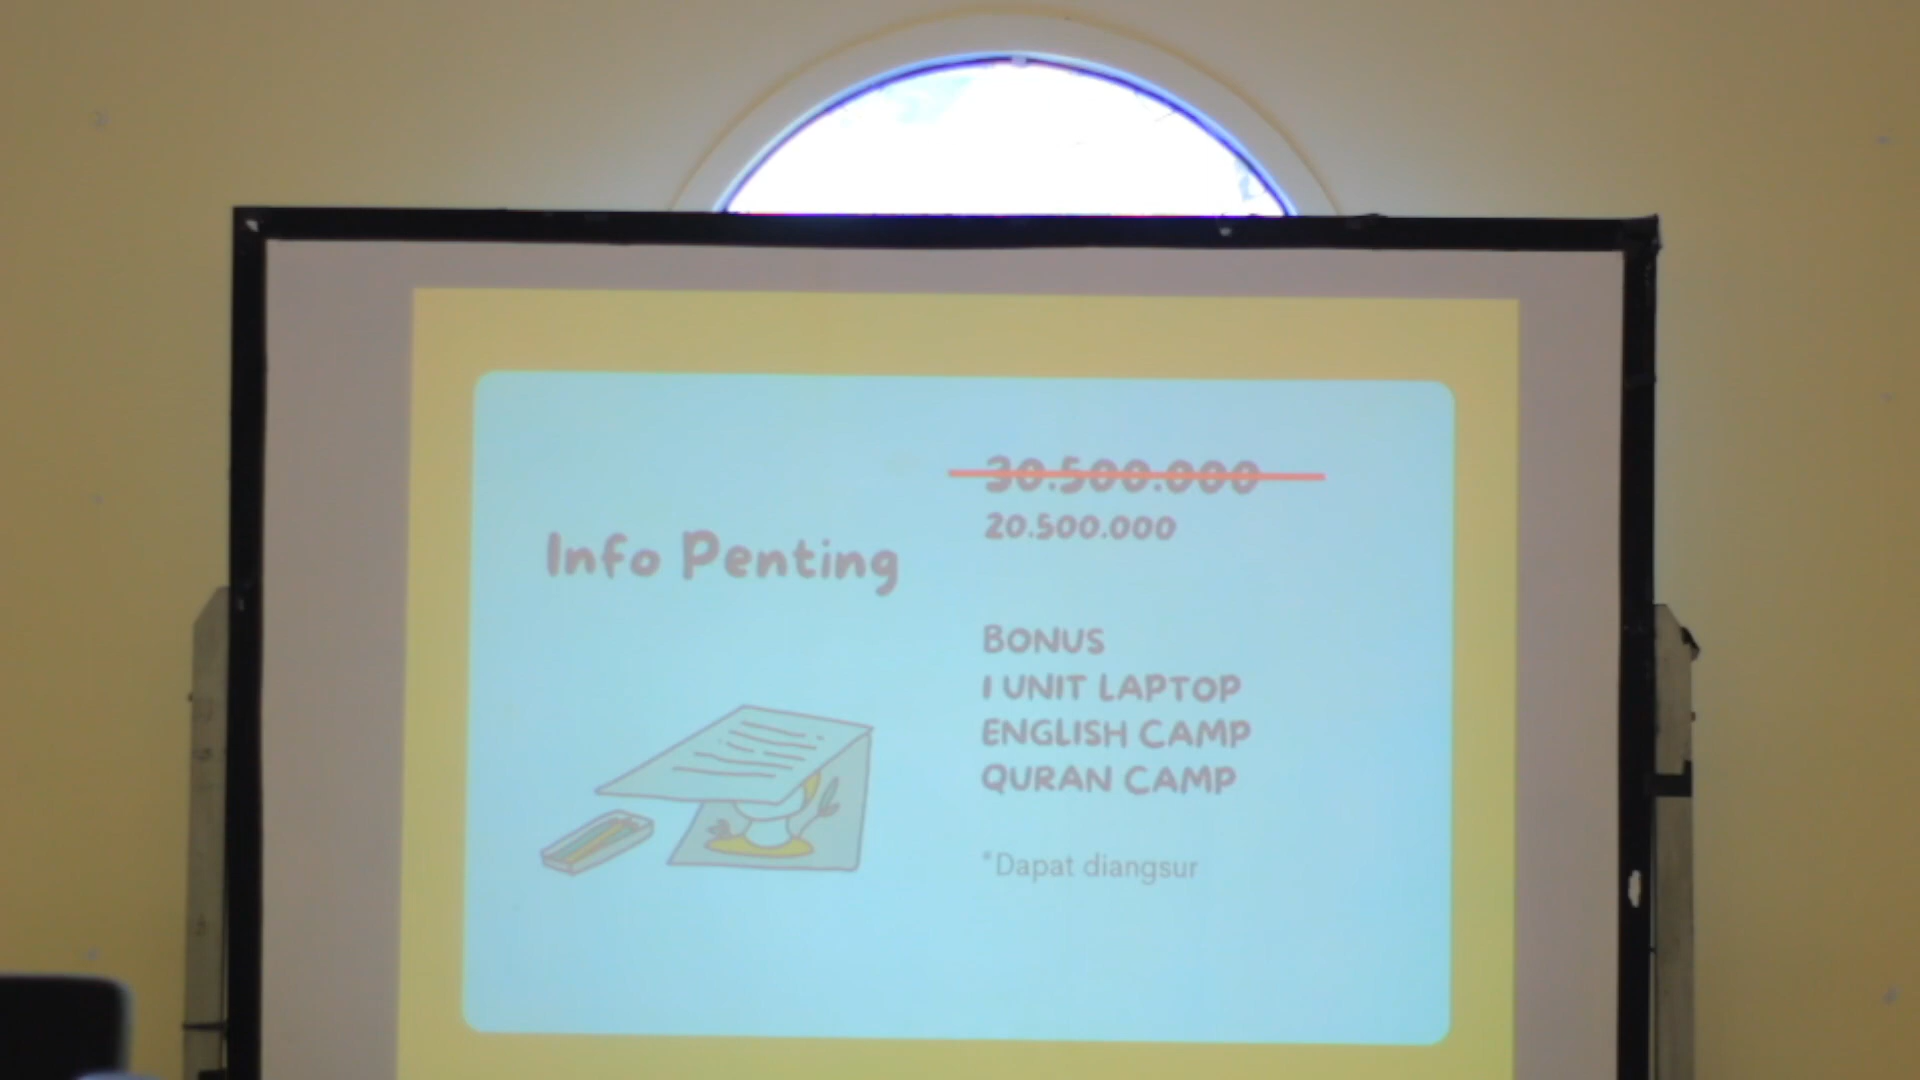 Info Penting
30.500.000
20.500.000
BONUS
1 UNIT LAPTOP
ENGLISH CAMP
QURAN CAMP
*Dapat diangsur